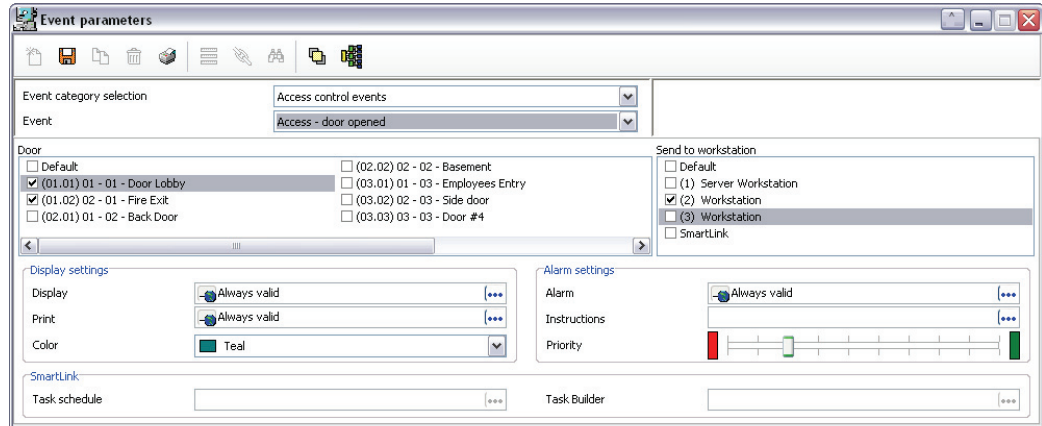 Event parameters
Event category selection Access control events
Event Access - door opened
Door Send to workstation
Default (02.02) 02 - 02 - Basement Default
(01.01) 01 - 01 - Door Lobby (03.01) 01 - 03 - Employees Entry (1) Server Workstation
(01.02) 02 - 01 - Fire Exit (03.02) 02 - 03 - Side door (2) Workstation
(02.01) 01 - 02 - Back Door (03.03) 03 - 03 - Door #4 (3) Workstation
SmartLink
Display settings Alarm settings
Display Always valid Alarm Always valid
Print Always valid Instructions
Color Teal Priority
SmartLink
Task schedule Task Builder